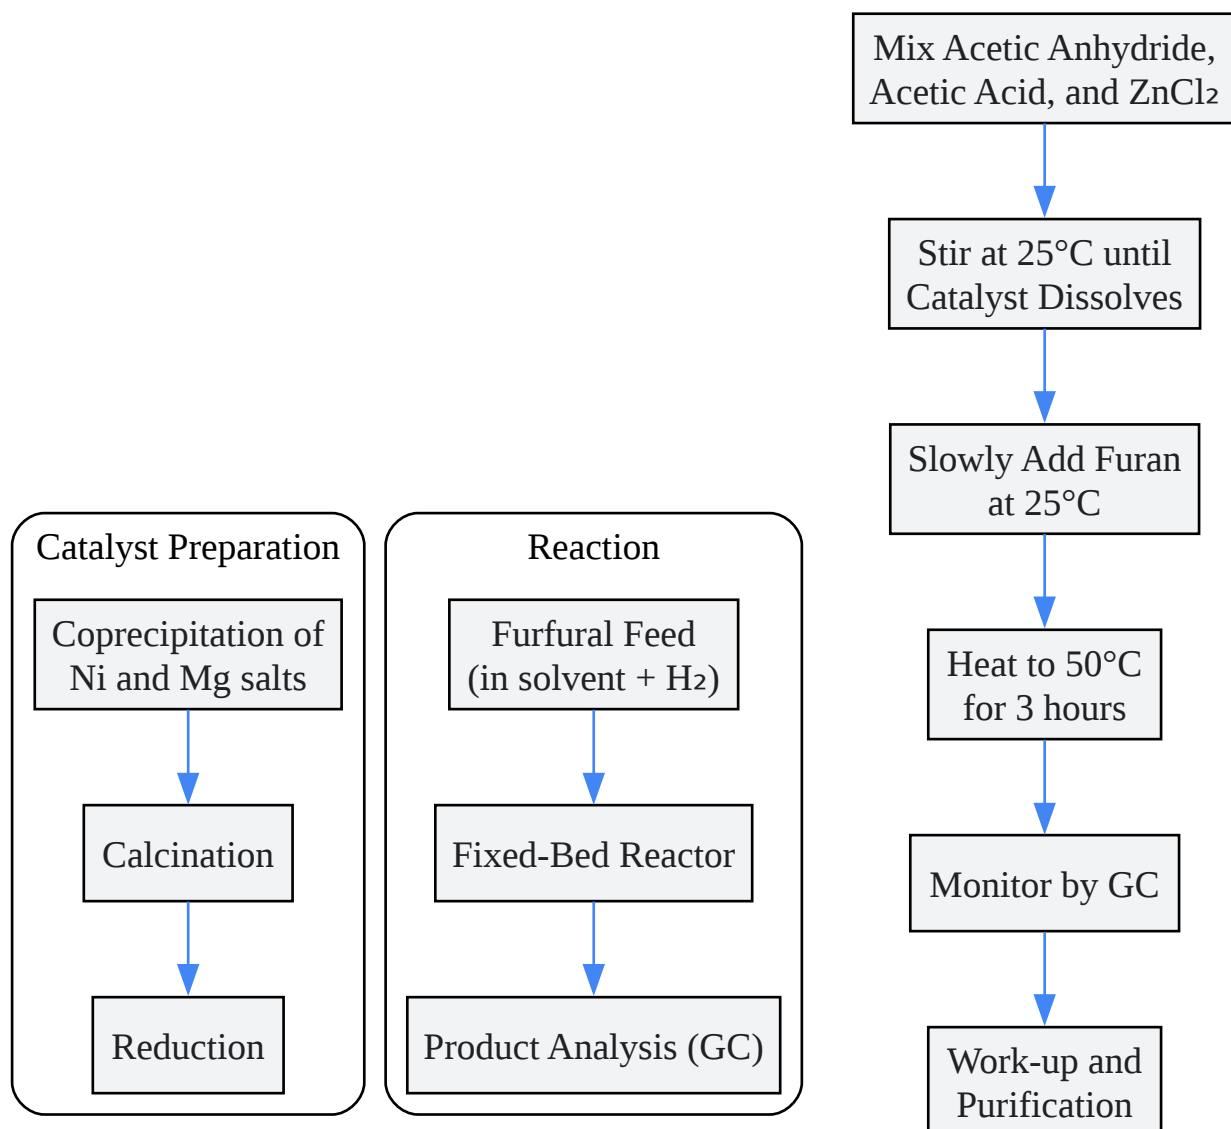 Catalyst Preparation
Coprecipitation of
Ni and Mg salts
Calcination
Reduction
Reaction
Furfural Feed
(in solvent + H₂)
Fixed-Bed Reactor
Product Analysis (GC)
Mix Acetic Anhydride,
Acetic Acid, and ZnCl₂
Stir at 25°C until
Catalyst Dissolves
Slowly Add Furan
at 25°C
Heat to 50°C
for 3 hours
Monitor by GC
Work-up and
Purification